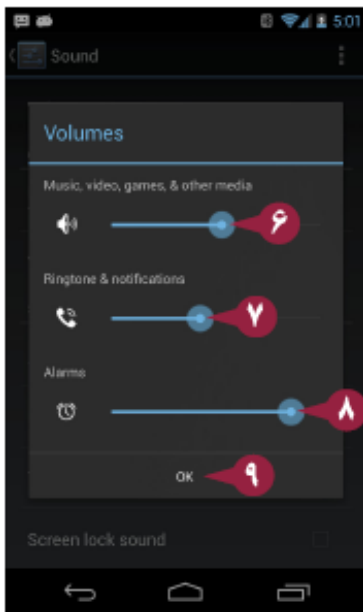 5:01
Sound
Volumes
Music, video, games, & other media
۶
Ringtone & notifications
۷
Alarms
۸
OK
۹
Screen lock sound